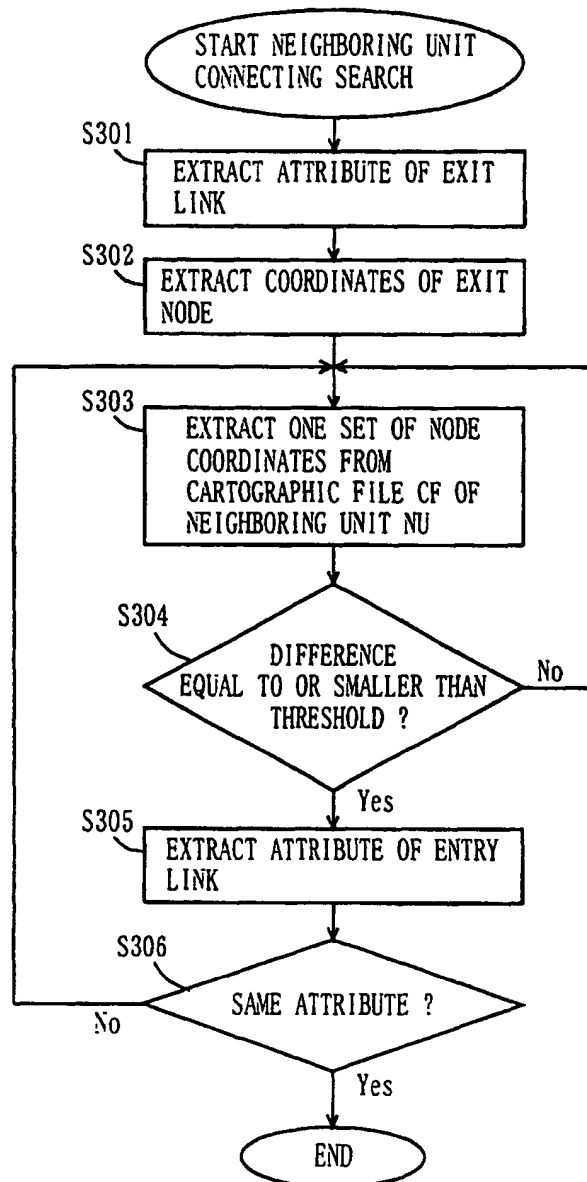 START NEIGHBORING UNIT
CONNECTING SEARCH
S301
EXTRACT ATTRIBUTE OF EXIT
LINK
S302
EXTRACT COORDINATES OF EXIT
NODE
S303
EXTRACT ONE SET OF NODE
COORDINATES FROM
CARTOGRAPHIC FILE CF OF
NEIGHBORING UNIT NU
S304
DIFFERENCE
EQUAL TO OR SMALLER THAN
THRESHOLD ?
No
Yes
S305
EXTRACT ATTRIBUTE OF ENTRY
LINK
S306
SAME ATTRIBUTE ?
No
Yes
END